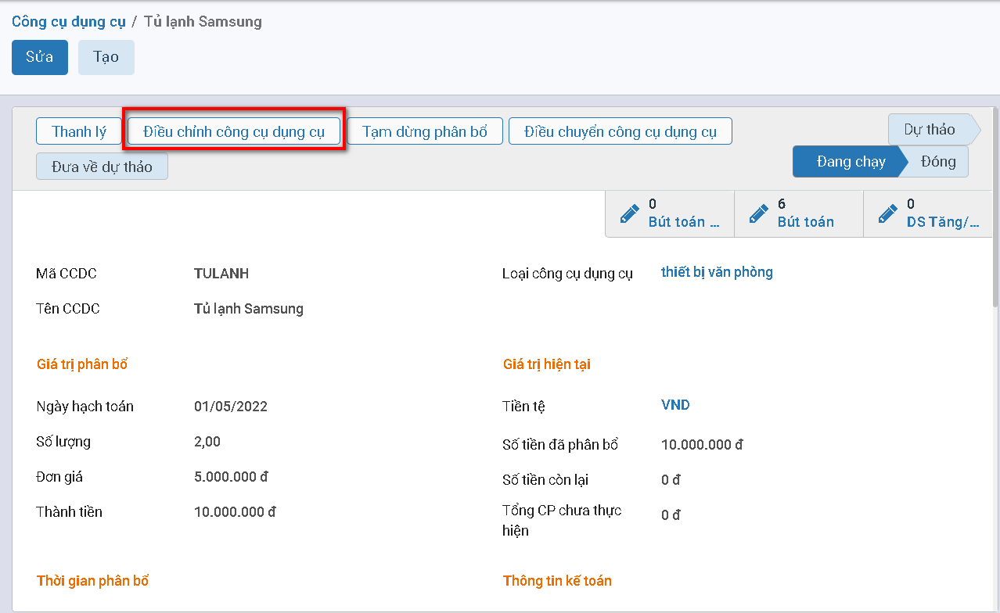 Công cụ dụng cụ / Tủ lạnh Samsung
Sửa Tạo
Thanh lý Điều chỉnh công cụ dụng cụ Tạm dừng phân bổ Điều chuyển công cụ dụng cụ Dự thảo
Đưa về dự thảo Đang chạy Đóng
0 6 0
Bút toán ... Bút toán DS Tăng/...
Mã CCDC TULANH Loại công cụ dụng cụ thiết bị văn phòng
Tên CCDC Tủ lạnh Samsung
Giá trị phân bổ Giá trị hiện tại
Ngày hạch toán 01/05/2022 Tiền tệ VND
Số lượng 2,00 Số tiền đã phân bổ 10.000.000 đ
Đơn giá 5.000.000 đ Số tiền còn lại 0 đ
Thành tiền 10.000.000 đ Tổng CP chưa thực 0 đ
hiện
Thời gian phân bổ Thông tin kế toán